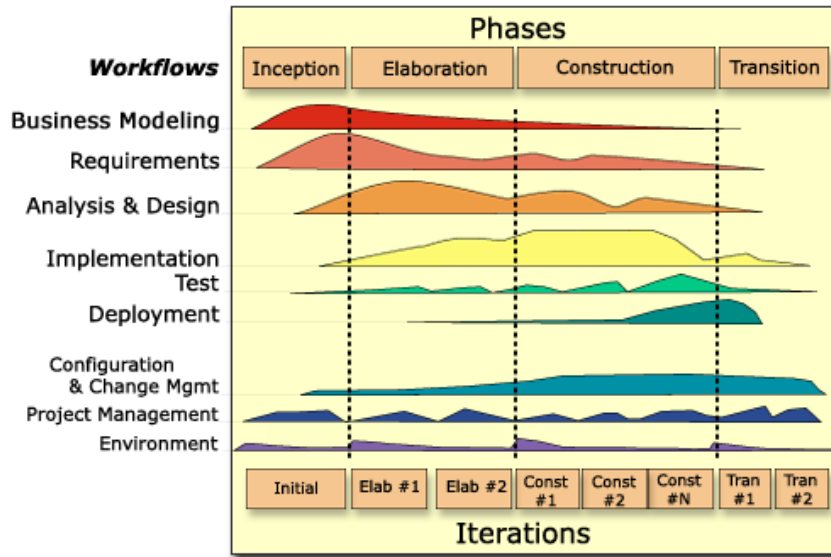 Phases
Workflows
Inception
Elaboration
Construction
Transition
Business Modeling
Requirements
Analysis & Design
Implementation
Test
Deployment
Configuration
& Change Mgmt
Project Management
Environment
Initial
Elab #1
Elab #2
Const
#1
Const
#2
Const
#N
Tran
#1
Tran
#2
Iterations